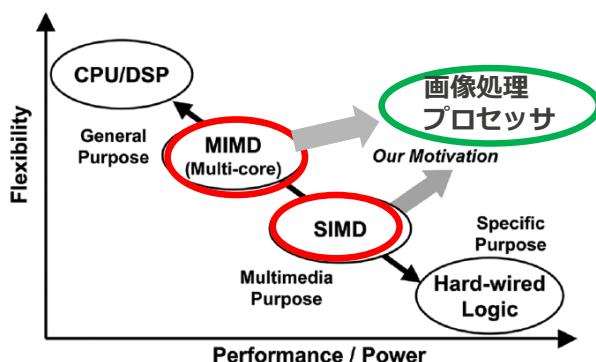 Flexibility
CPU/DSP
General
Purpose
MIMD
(Multi-core)
画像処理
プロセッサ
Our Motivation
SIMD
Multimedia
Purpose
Specific
Purpose
Hard-wired
Logic
Performance / Power